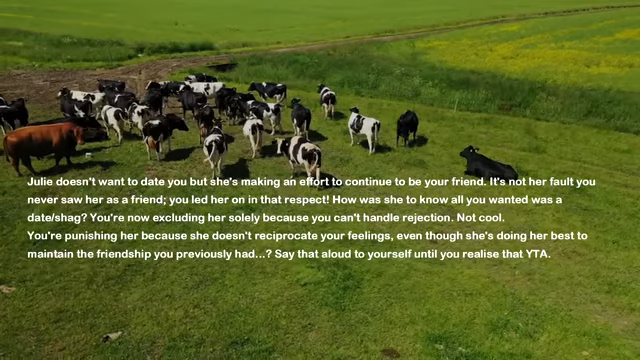 Julie doesn't want to date you but she's making an effort to continue to be your friend. It's not her fault you
never saw her as a friend; you led her on in that respect! How was she to know all you wanted was a
date/shag? You're now excluding her solely because you can't handle rejection. Not cool.
You're punishing her because she doesn't reciprocate your feelings, even though she's doing her best to
maintain the friendship you previously had...? Say that aloud to yourself until you realise that YTA.